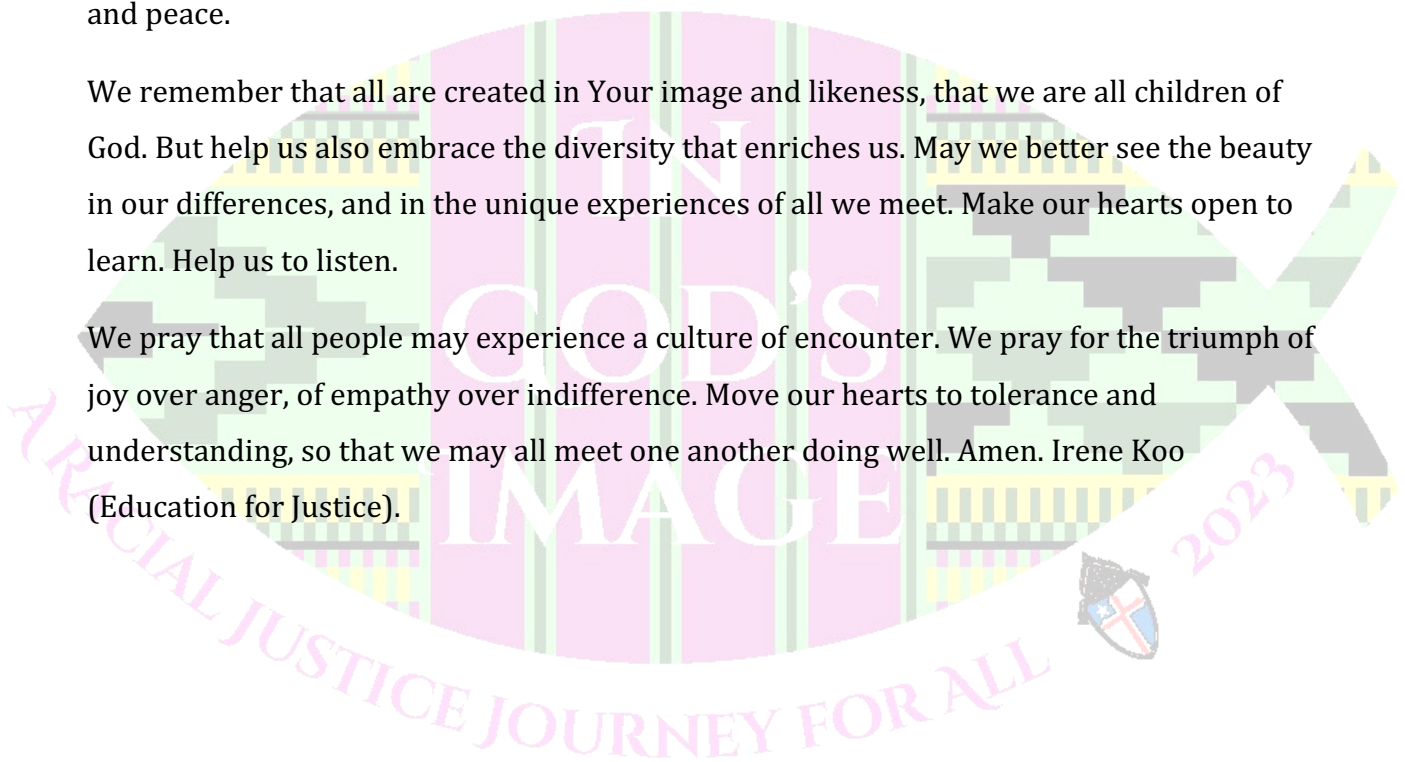 and peace.
We remember that all are created in Your image and likeness, that we are all children of
God. But help us also embrace the diversity that enriches us. May we better see the beauty
in our differences, and in the unique experiences of all we meet. Make our hearts open to
learn. Help us to listen.
We pray that all people may experience a culture of encounter. We pray for the triumph of
joy over anger, of empathy over indifference. Move our hearts to tolerance and
understanding, so that we may all meet one another doing well. Amen. Irene Koo
(Education for Justice).
IN
GOD'S
IMAGE
A RACIAL JUSTICE JOURNEY FOR ALL 2023